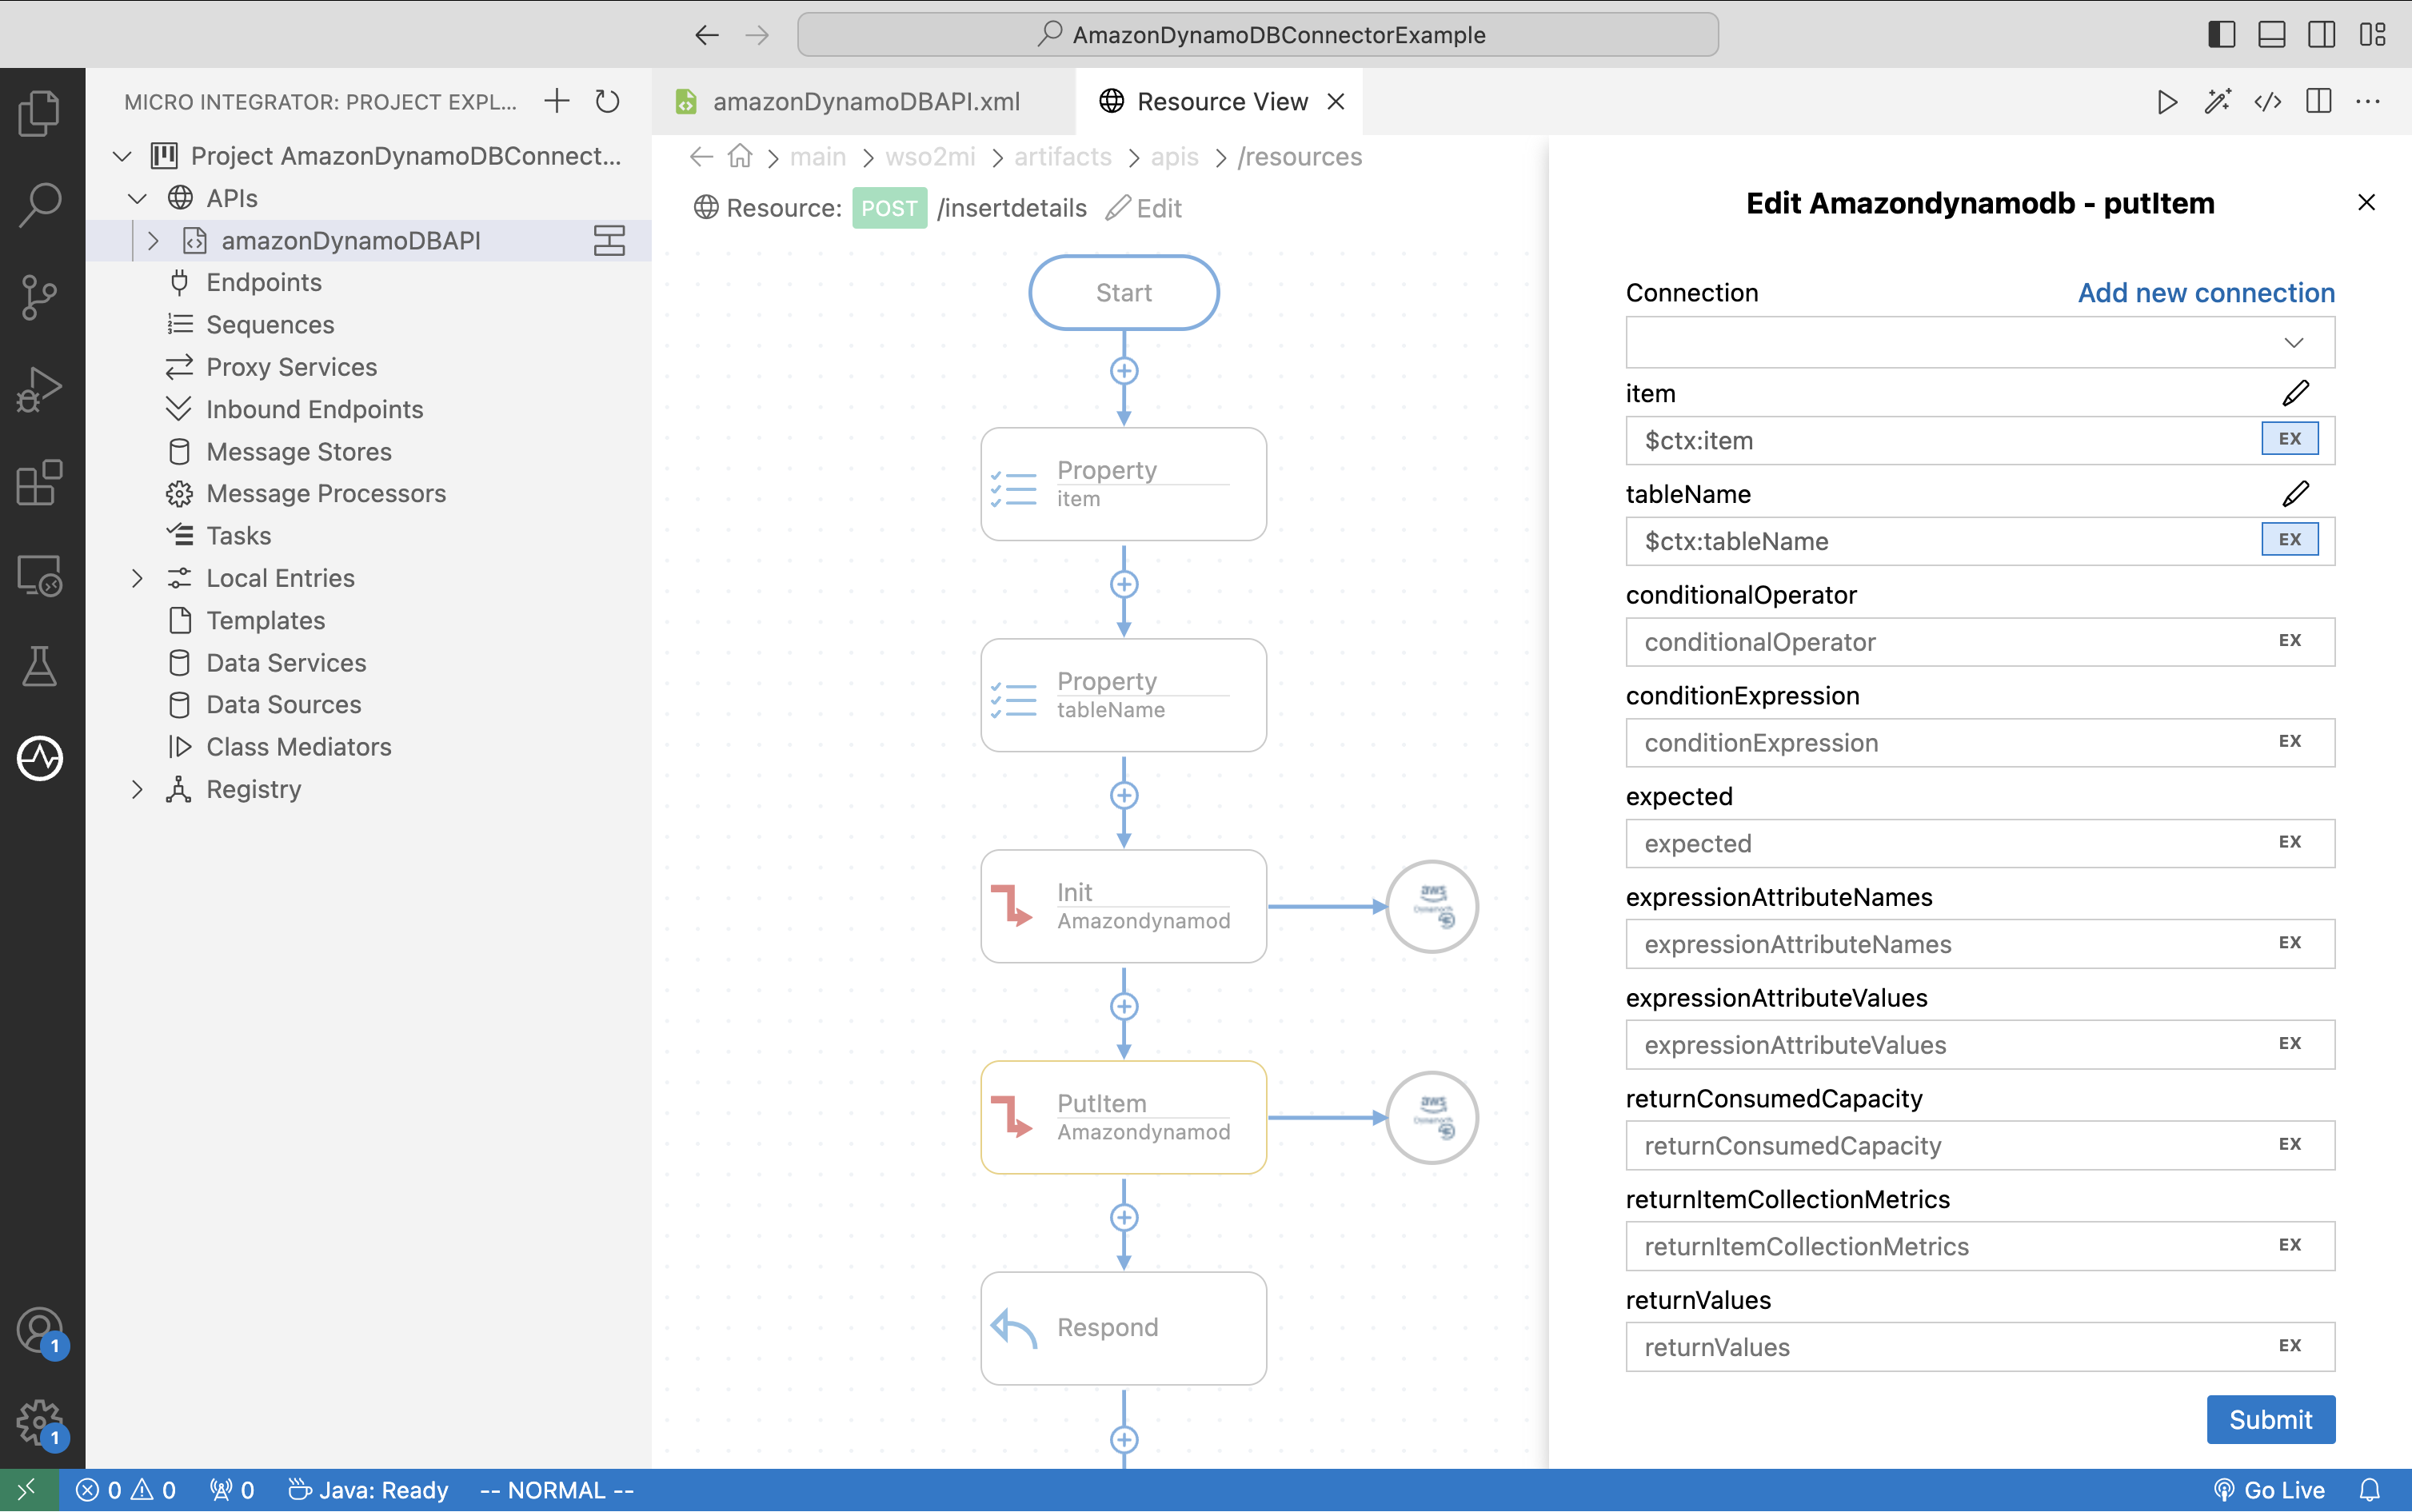 AmazonDynamoDBConnectorExample
MICRO INTEGRATOR: PROJECT EXPL...
Project AmazonDynamoDBConnect...
APIs
amazonDynamoDBAPI
Endpoints
Sequences
Proxy Services
Inbound Endpoints
Message Stores
Message Processors
Tasks
Local Entries
Templates
Data Services
Data Sources
Class Mediators
Registry
1
1
amazonDynamoDBAPI.xml
Resource View
main > wso2mi > artifacts > apis > /resources
Resource: POST /insertdetails Edit
Start
Property
item
Property
tableName
Init
Amazondynamod
aws
PutItem
Amazondynamod
aws
Respond
Edit Amazondynamodb - putItem
Connection Add new connection
item
$ctx:item EX
tableName
$ctx:tableName EX
conditionalOperator
conditionalOperator EX
conditionExpression
conditionExpression EX
expected
expected EX
expressionAttributeNames
expressionAttributeNames EX
expressionAttributeValues
expressionAttributeValues EX
returnConsumedCapacity
returnConsumedCapacity EX
returnItemCollectionMetrics
returnItemCollectionMetrics EX
returnValues
returnValues EX
Submit
0 0 0 Java: Ready -- NORMAL -- Go Live